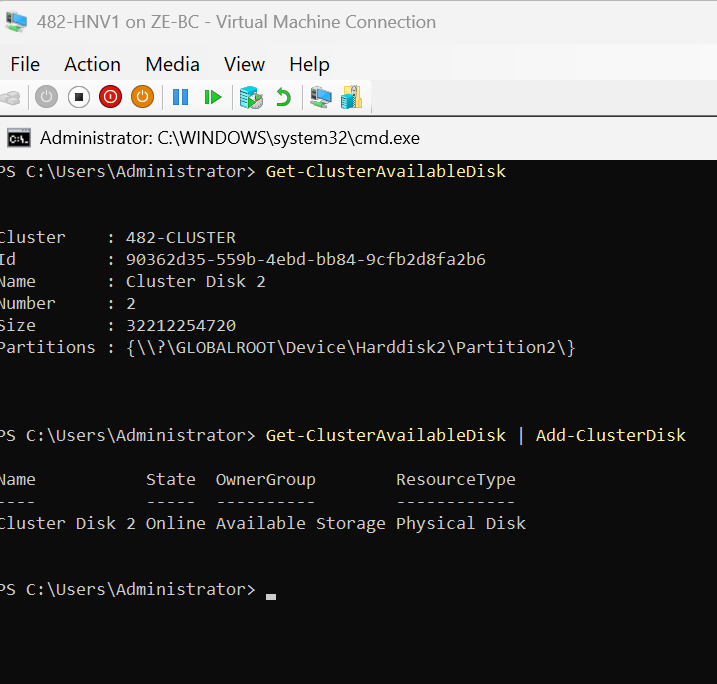 482-HNV1 on ZE-BC - Virtual Machine Connection
File Action Media View Help
Administrator: C:\WINDOWS\system32\cmd.exe
PS C:\Users\Administrator> Get-ClusterAvailableDisk
Cluster : 482-CLUSTER
Id : 90362d35-559b-4ebd-bb84-9cfb2d8fa2b6
Name : Cluster Disk 2
Number : 2
Size : 32212254720
Partitions : {\\?\GLOBALROOT\Device\Harddisk2\Partition2\}
PS C:\Users\Administrator> Get-ClusterAvailableDisk | Add-ClusterDisk
Name State OwnerGroup ResourceType
---- ----- ---------- ------------
Cluster Disk 2 Online Available Storage Physical Disk
PS C:\Users\Administrator>